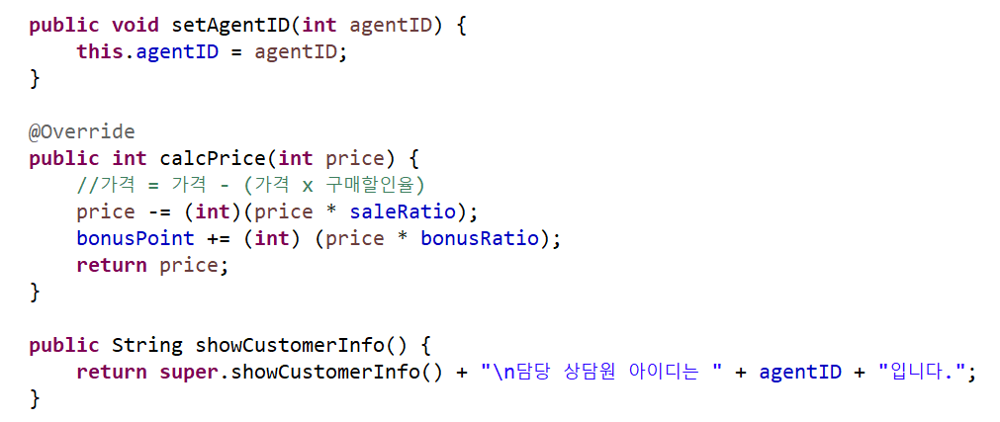 public void setAgentID(int agentID) {
    this.agentID = agentID;
}
@Override
public int calcPrice(int price) {
    //가격 = 가격 - (가격 x 구매할인율)
    price -= (int)(price * saleRatio);
    bonusPoint += (int) (price * bonusRatio);
    return price;
}
public String showCustomerInfo() {
    return super.showCustomerInfo() + "\n담당 상담원 아이디는 " + agentID + "입니다.";
}